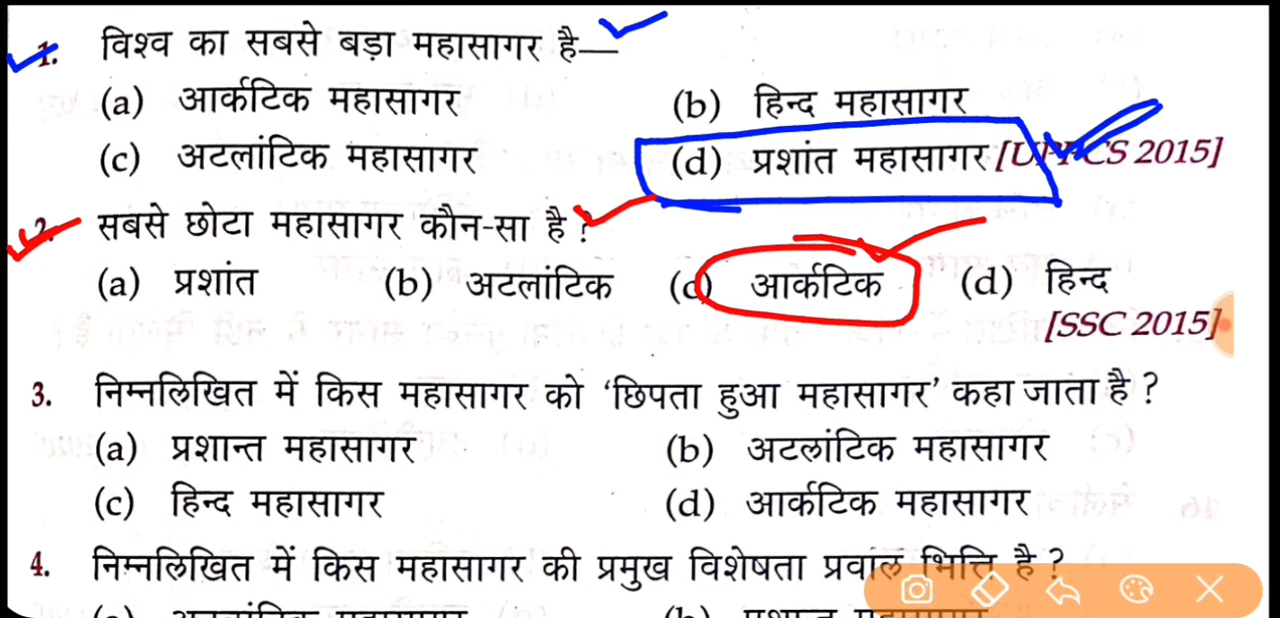 1. विश्व का सबसे बड़ा महासागर है—
(a) आर्कटिक महासागर (b) हिन्द महासागर
(c) अटलांटिक महासागर (d) प्रशांत महासागर [UPPCS 2015]
2. सबसे छोटा महासागर कौन-सा है ?
(a) प्रशांत (b) अटलांटिक (c) आर्कटिक (d) हिन्द
[SSC 2015]
3. निम्नलिखित में किस महासागर को ‘छिपता हुआ महासागर’ कहा जाता है ?
(a) प्रशान्त महासागर (b) अटलांटिक महासागर
(c) हिन्द महासागर (d) आर्कटिक महासागर
4. निम्नलिखित में किस महासागर की प्रमुख विशेषता प्रवाल भित्ति है ?